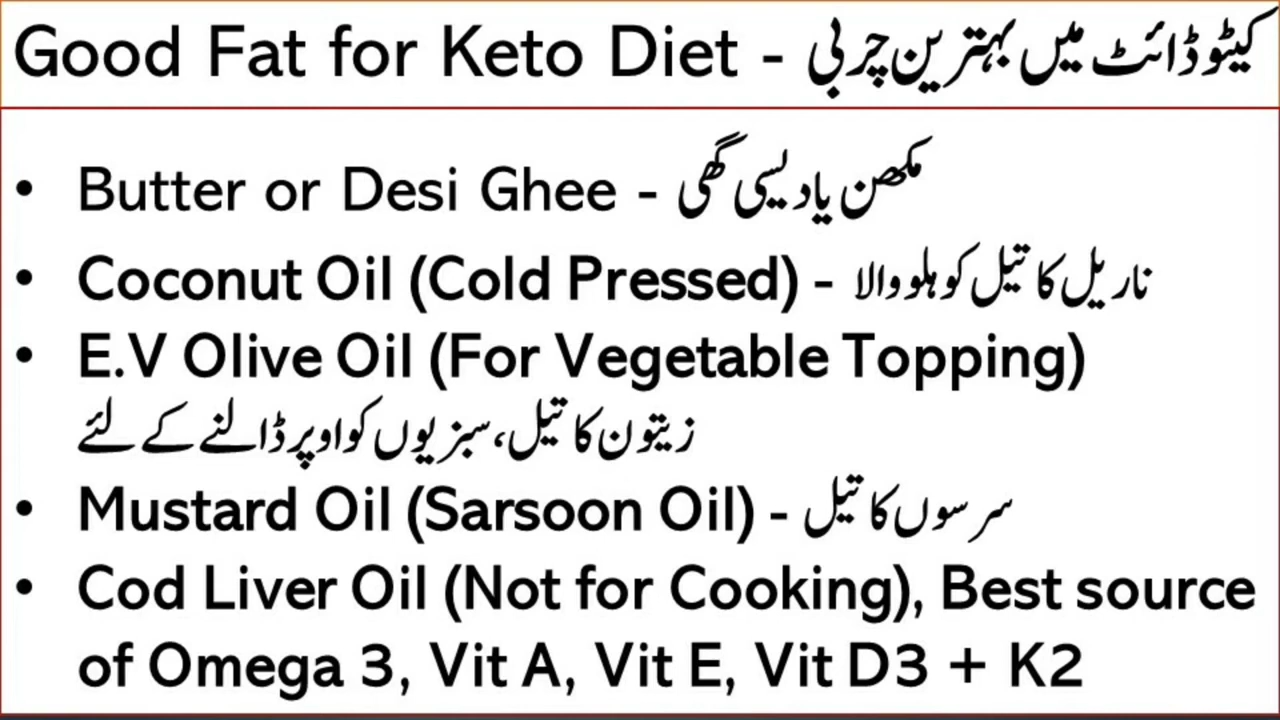 Good Fat for Keto Diet - کیٹو ڈائٹ میں بہترین چربی
• Butter or Desi Ghee - مکھن یا دیسی گھی
• Coconut Oil (Cold Pressed) - ناریل کا تیل کوہلو والا
• E.V Olive Oil (For Vegetable Topping)
زیتون کا تیل، سبزیوں کو اوپر ڈالنے کے لئے
• Mustard Oil (Sarsoon Oil) - سرسوں کا تیل
• Cod Liver Oil (Not for Cooking), Best source
of Omega 3, Vit A, Vit E, Vit D3 + K2